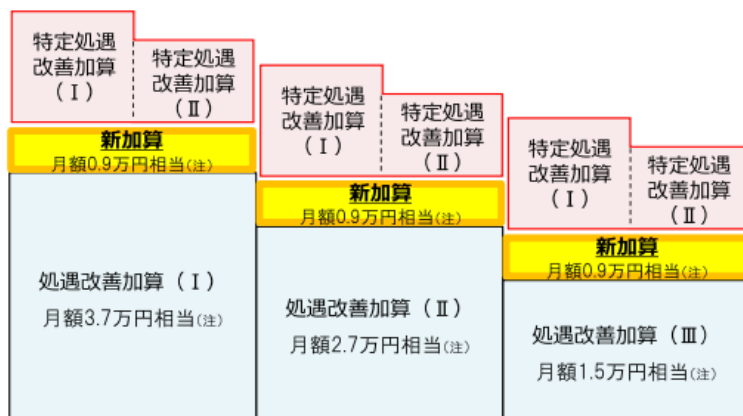 特定処遇
改善加算
(Ⅰ)
特定処遇
改善加算
(Ⅱ)
新加算
月額0.9万円相当(注)
処遇改善加算(Ⅰ)
月額3.7万円相当(注)
特定処遇
改善加算
(Ⅰ)
特定処遇
改善加算
(Ⅱ)
新加算
月額0.9万円相当(注)
処遇改善加算(Ⅱ)
月額2.7万円相当(注)
特定処遇
改善加算
(Ⅰ)
特定処遇
改善加算
(Ⅱ)
新加算
月額0.9万円相当(注)
処遇改善加算(Ⅲ)
月額1.5万円相当(注)